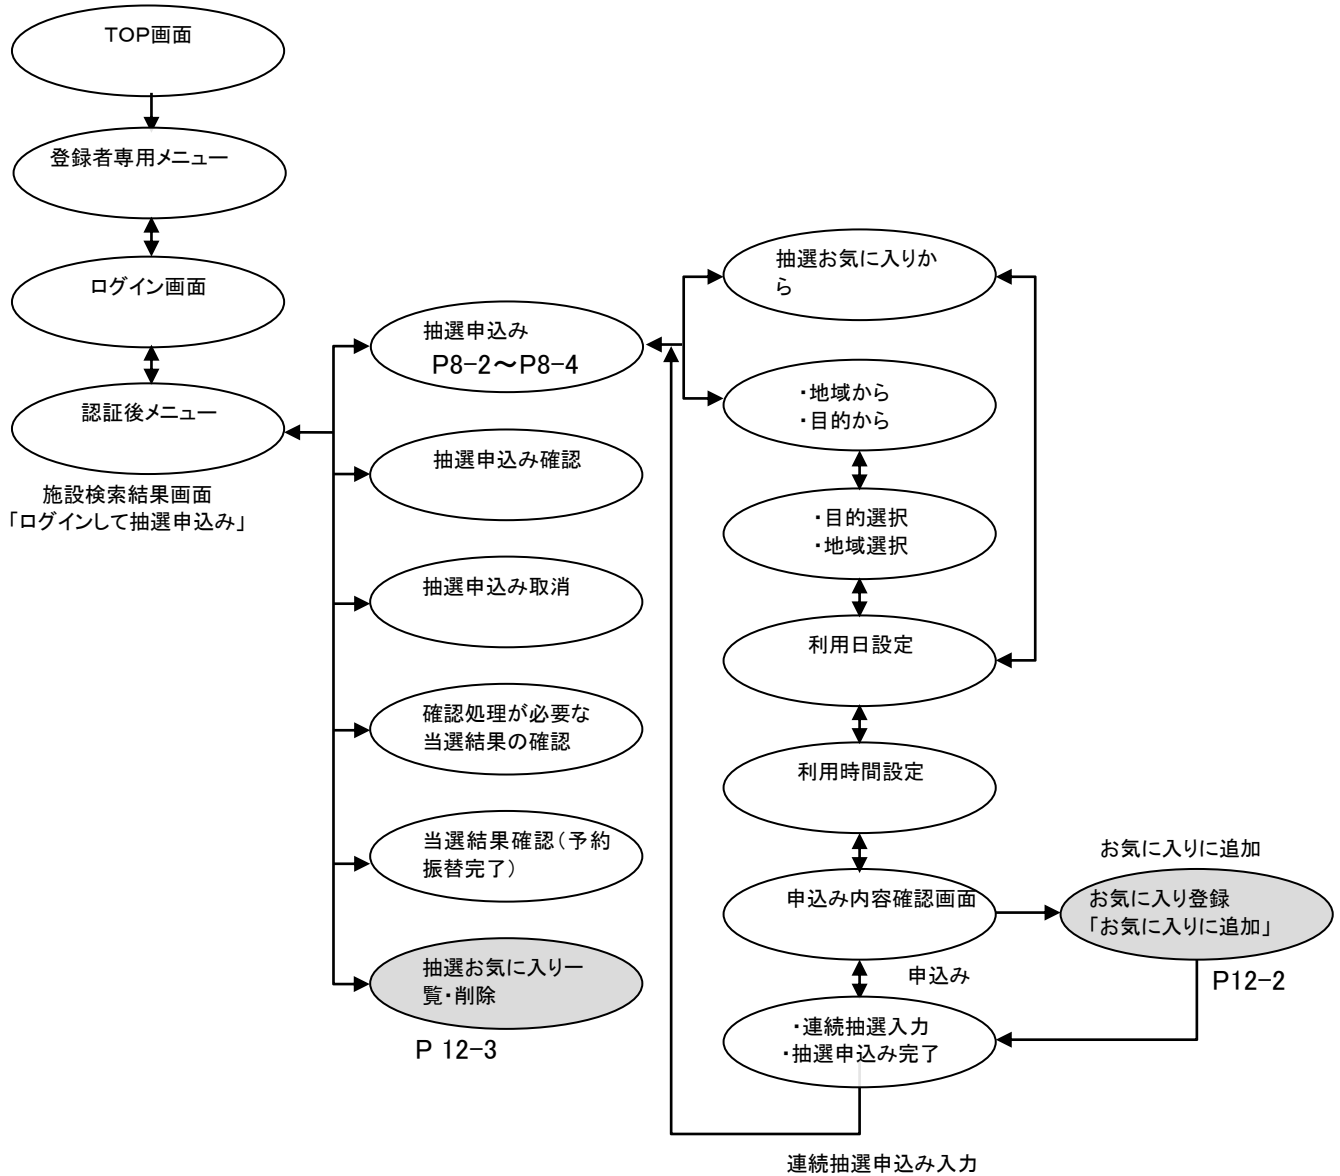 TOP画面
登録者専用メニュー
ログイン画面
認証後メニュー
施設検索結果画面
「ログインして抽選申込み」
抽選申込み
P8-2～P8-4
抽選申込み確認
抽選申込み取消
確認処理が必要な
当選結果の確認
当選結果確認(予約
振替完了)
抽選お気に入り一
覧・削除
P 12-3
抽選お気に入りか
ら
・地域から
・目的から
・目的選択
・地域選択
利用日設定
利用時間設定
申込み内容確認画面
申込み
・連続抽選入力
・抽選申込み完了
連続抽選申込み入力
お気に入りに追加
お気に入り登録
「お気に入りに追加」
P12-2